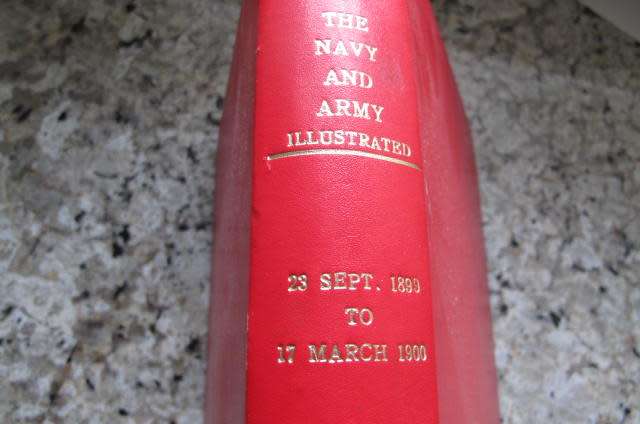 THE
NAVY
AND
ARMY
ILLUSTRATED
23 SEPT. 1899
TO
17 MARCH 1900